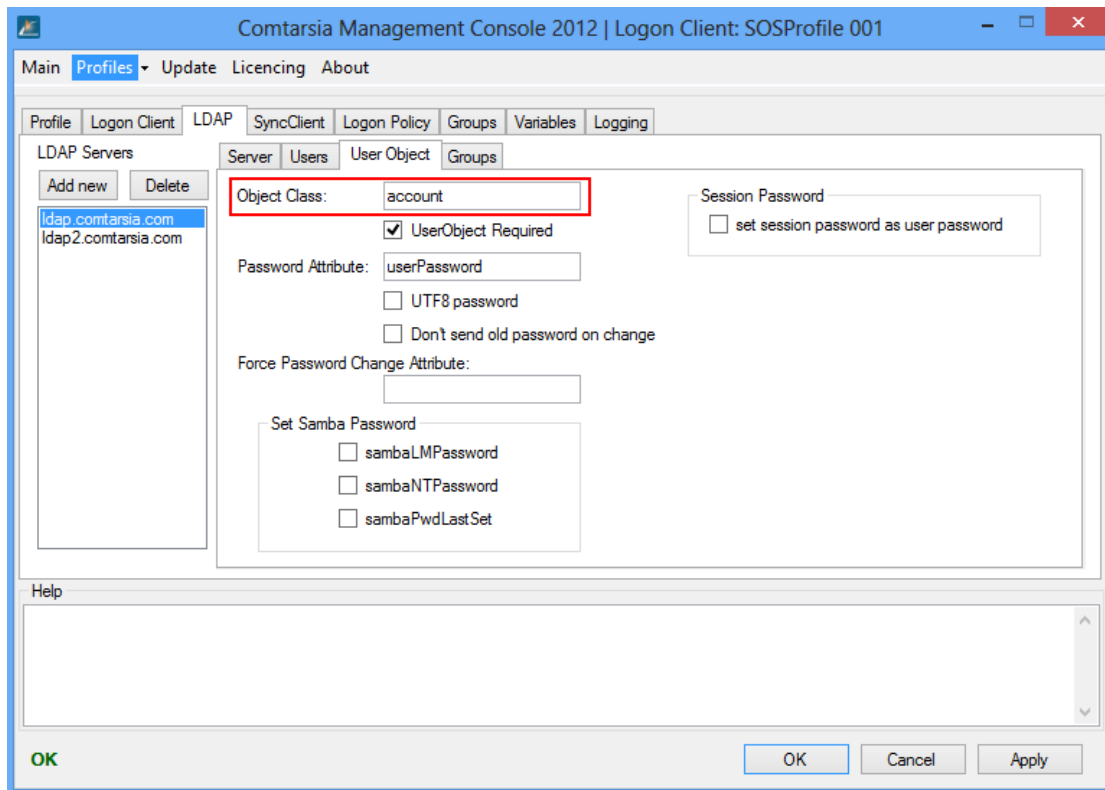 Comtarsia Management Console 2012 | Logon Client: SOSProfile 001
Main Profiles Update Licencing About
Profile Logon Client LDAP SyncClient Logon Policy Groups Variables Logging
LDAP Servers
Add new Delete
ldap.comtarsia.com
ldap2.comtarsia.com
Server Users User Object Groups
Object Class: account
UserObject Required
Password Attribute: userPassword
UTF8 password
Don't send old password on change
Force Password Change Attribute:
Set Samba Password
sambaLMPassword
sambaNTPassword
sambaPwdLastSet
Session Password
set session password as user password
Help
OK
OK Cancel Apply